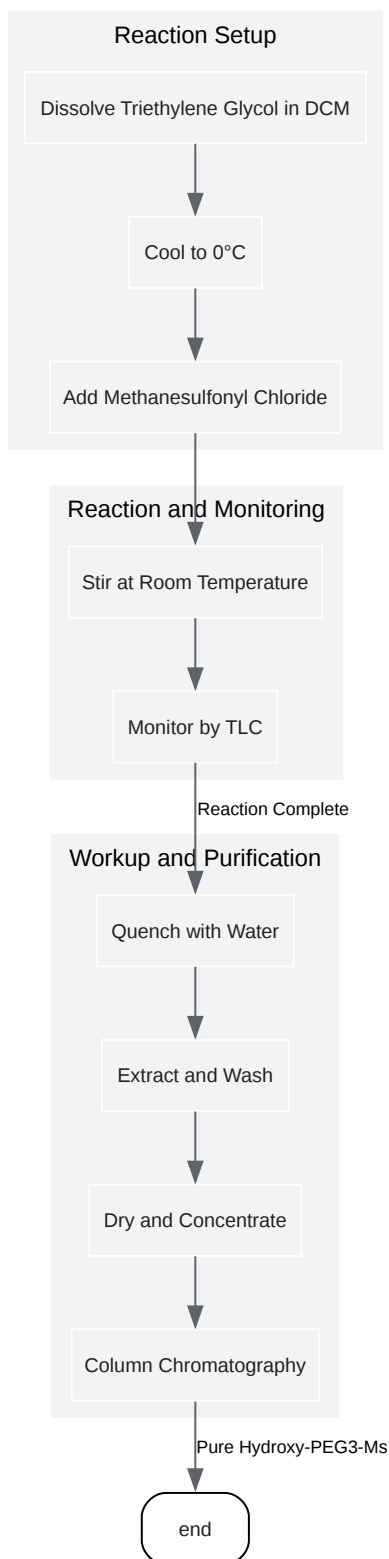 Reaction Setup
Dissolve Triethylene Glycol in DCM
Cool to 0°C
Add Methanesulfonyl Chloride
Reaction and Monitoring
Stir at Room Temperature
Monitor by TLC
Reaction Complete
Workup and Purification
Quench with Water
Extract and Wash
Dry and Concentrate
Column Chromatography
Pure Hydroxy-PEG3-Ms
end